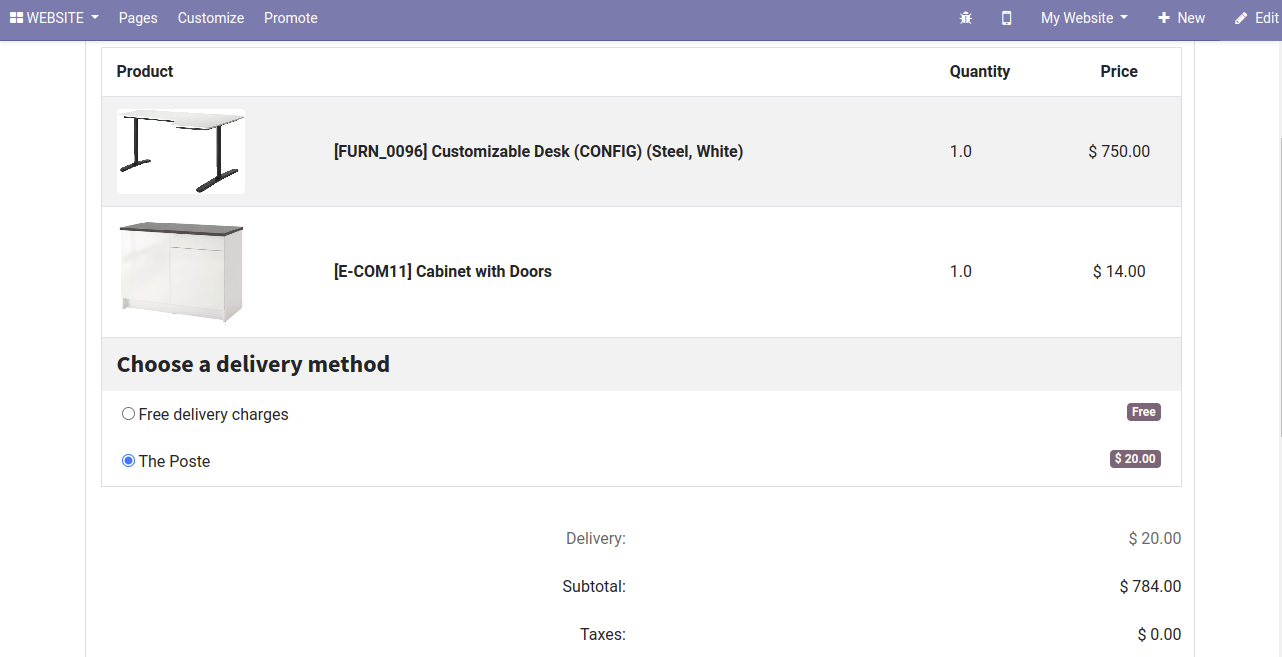 WEBSITE Pages Customize Promote My Website New Edit
Product Quantity Price
[FURN_0096] Customizable Desk (CONFIG) (Steel, White) 1.0 $ 750.00
[E-COM11] Cabinet with Doors 1.0 $ 14.00
Choose a delivery method
Free delivery charges Free
The Poste $ 20.00
Delivery: $ 20.00
Subtotal: $ 784.00
Taxes: $ 0.00